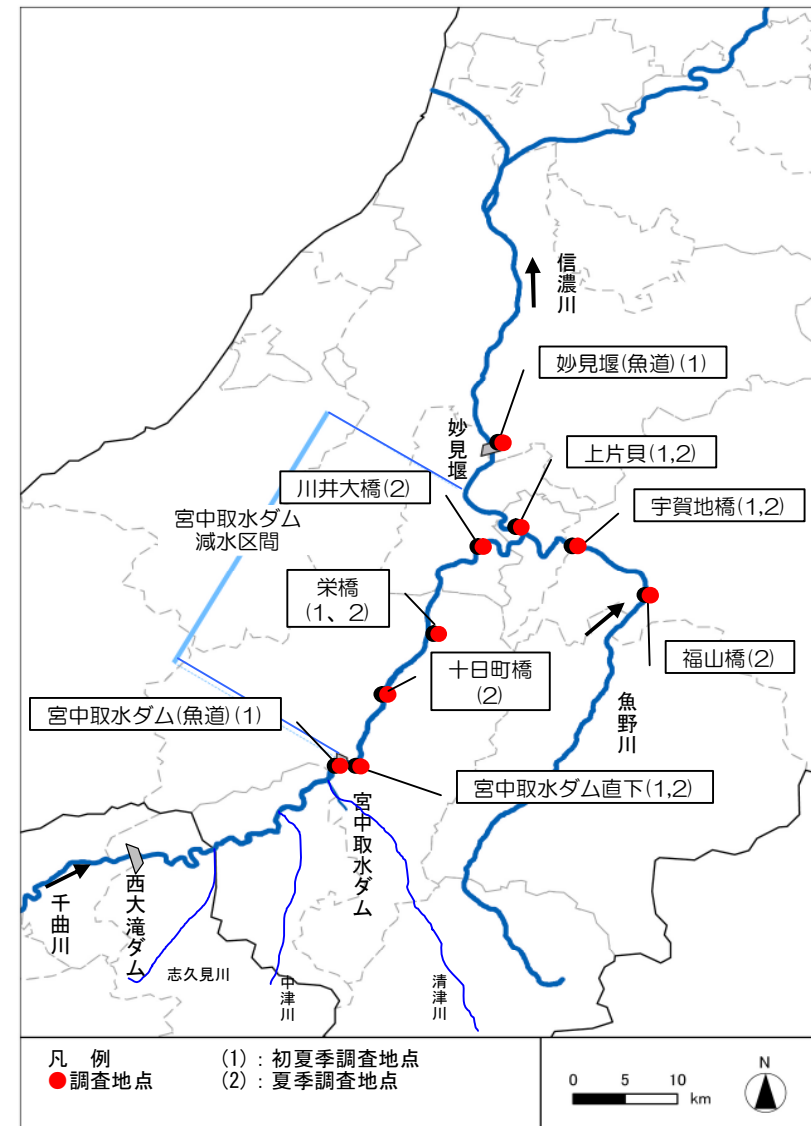 信濃川
妙見堰(魚道)(1)
妙見堰
上片貝(1,2)
川井大橋(2)
宇賀地橋(1,2)
宮中取水ダム
減水区間
栄橋
(1、2)
福山橋(2)
十日町橋
(2)
魚野川
宮中取水ダム(魚道)(1)
宮中取水ダム直下(1,2)
宮中取水ダム
西大滝ダム
千曲川
志久見川
中津川
清津川
凡 例
(1):初夏季調査地点
調査地点
(2):夏季調査地点
0 5 10
km
N